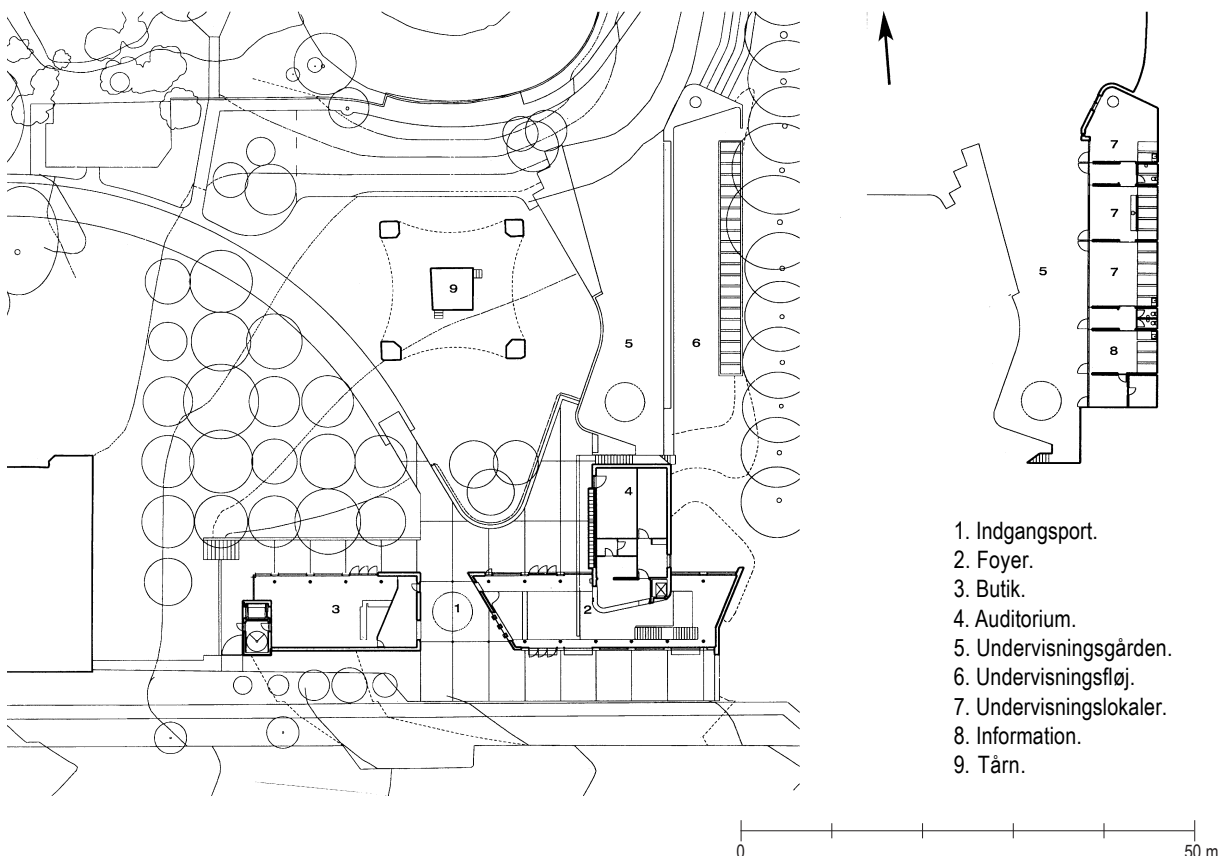 7
7
9
5
7
5
6
8
4
3
1
2
1. Indgangsport.
2. Foyer.
3. Butik.
4. Auditorium.
5. Undervisningsgården.
6. Undervisningsfløj.
7. Undervisningslokaler.
8. Information.
9. Tårn.
0
50 m